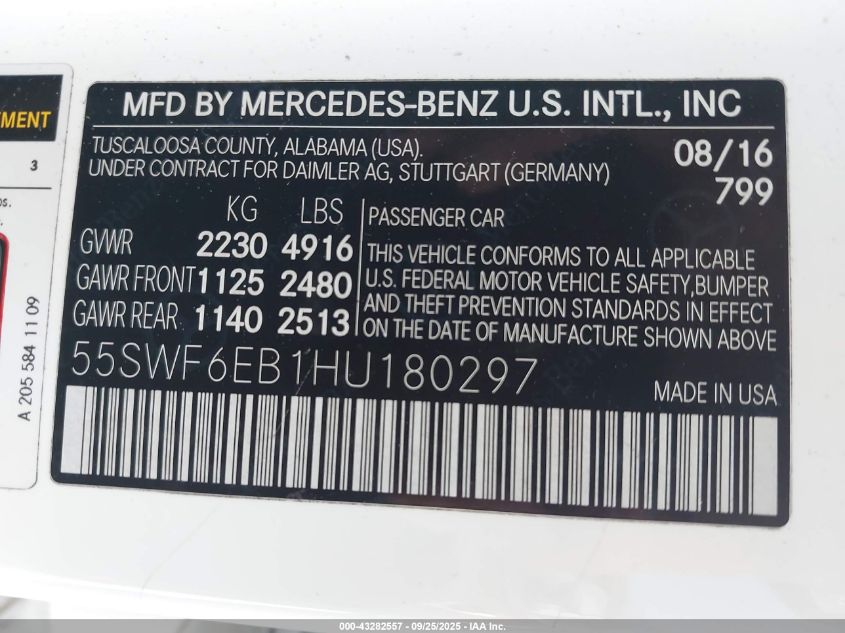 MENT
3
A 205 584 11 09
MFD BY MERCEDES-BENZ U.S. INTL., INC
TUSCALOOSA COUNTY, ALABAMA (USA).
UNDER CONTRACT FOR DAIMLER AG, STUTTGART (GERMANY)
08/16
799
KG LBS
GVWR 2230 4916
GAWR FRONT 1125 2480
GAWR REAR 1140 2513
PASSENGER CAR
THIS VEHICLE CONFORMS TO ALL APPLICABLE
U.S. FEDERAL MOTOR VEHICLE SAFETY,BUMPER
AND THEFT PREVENTION STANDARDS IN EFFECT
ON THE DATE OF MANUFACTURE SHOWN ABOVE
55SWF6EB1HU180297
MADE IN USA
000-43282557 - 09/25/2025 - IAA Inc.